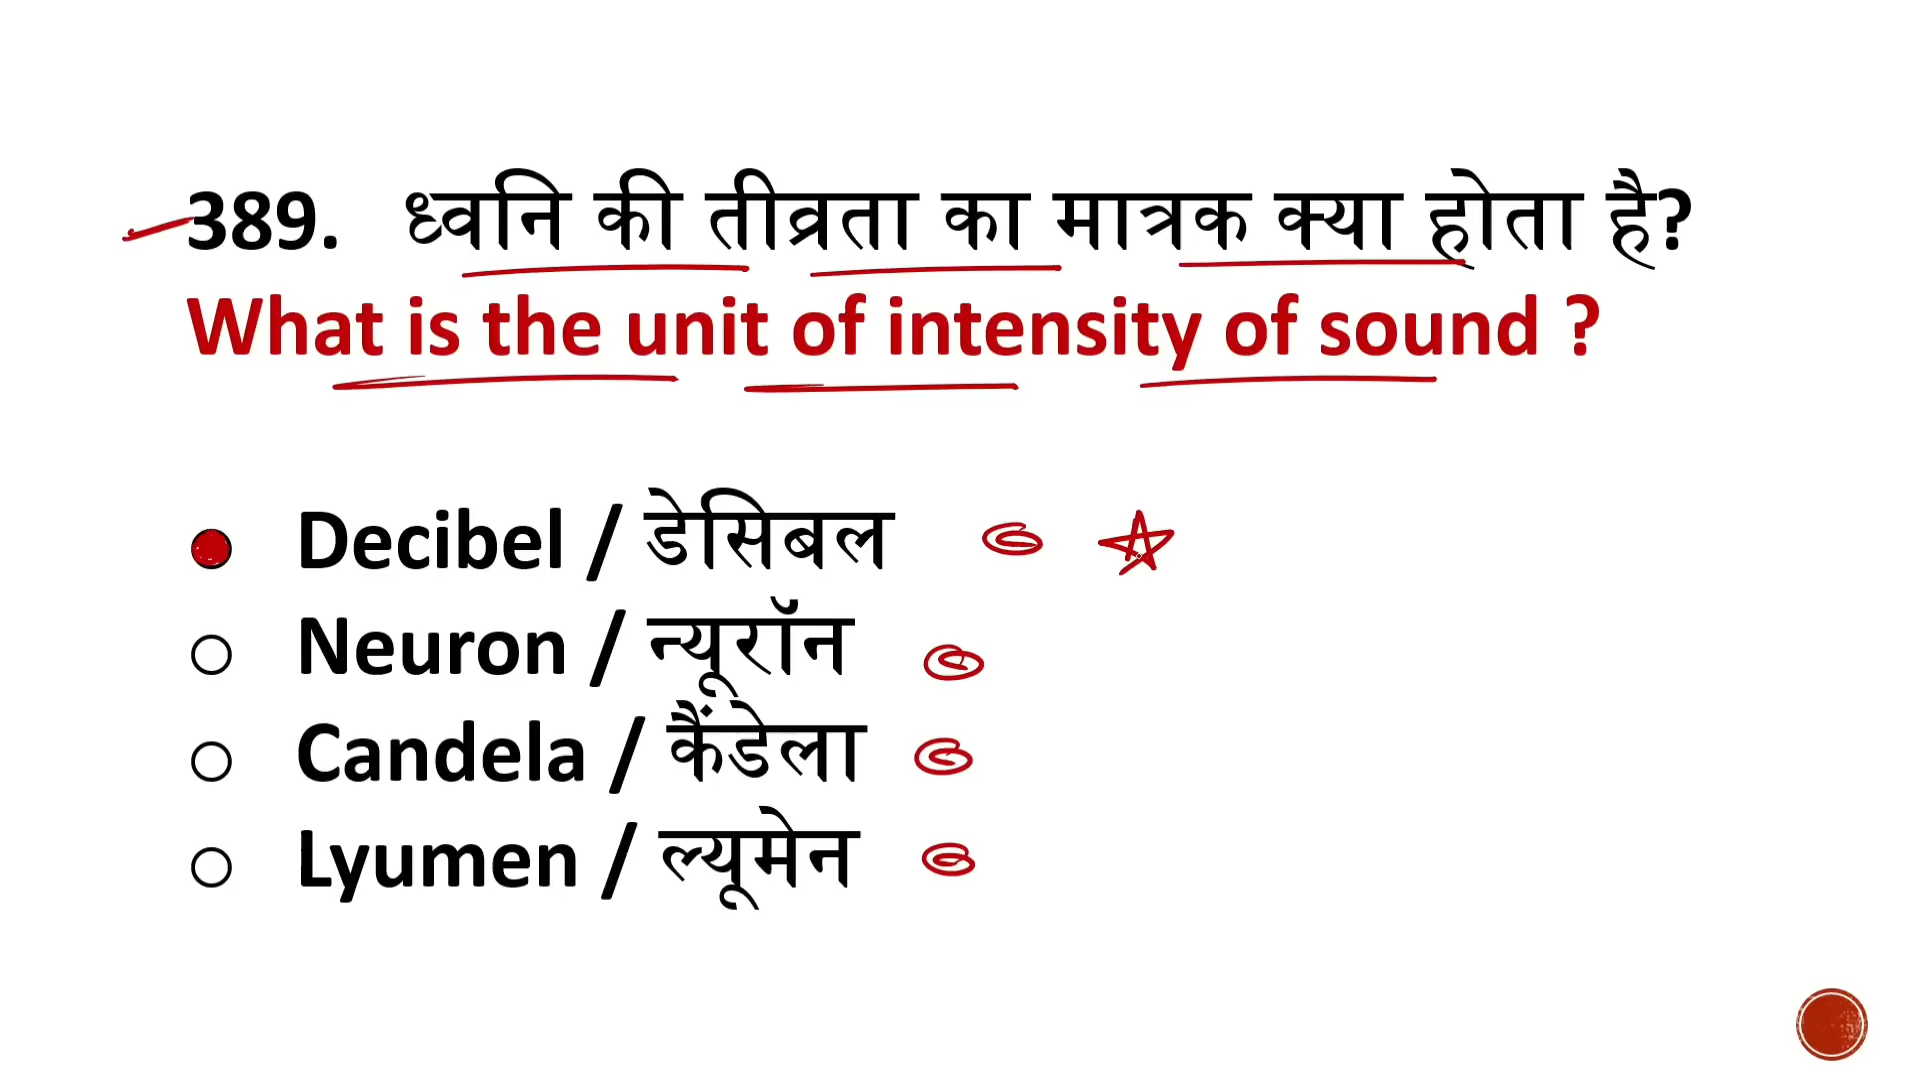 389. ध्वनि की तीव्रता का मात्रक क्या होता है?
What is the unit of intensity of sound ?
Decibel / डेसिबल
Neuron / न्यूरॉन
Candela / कैंडेला
Lyumen / ल्यूमेन